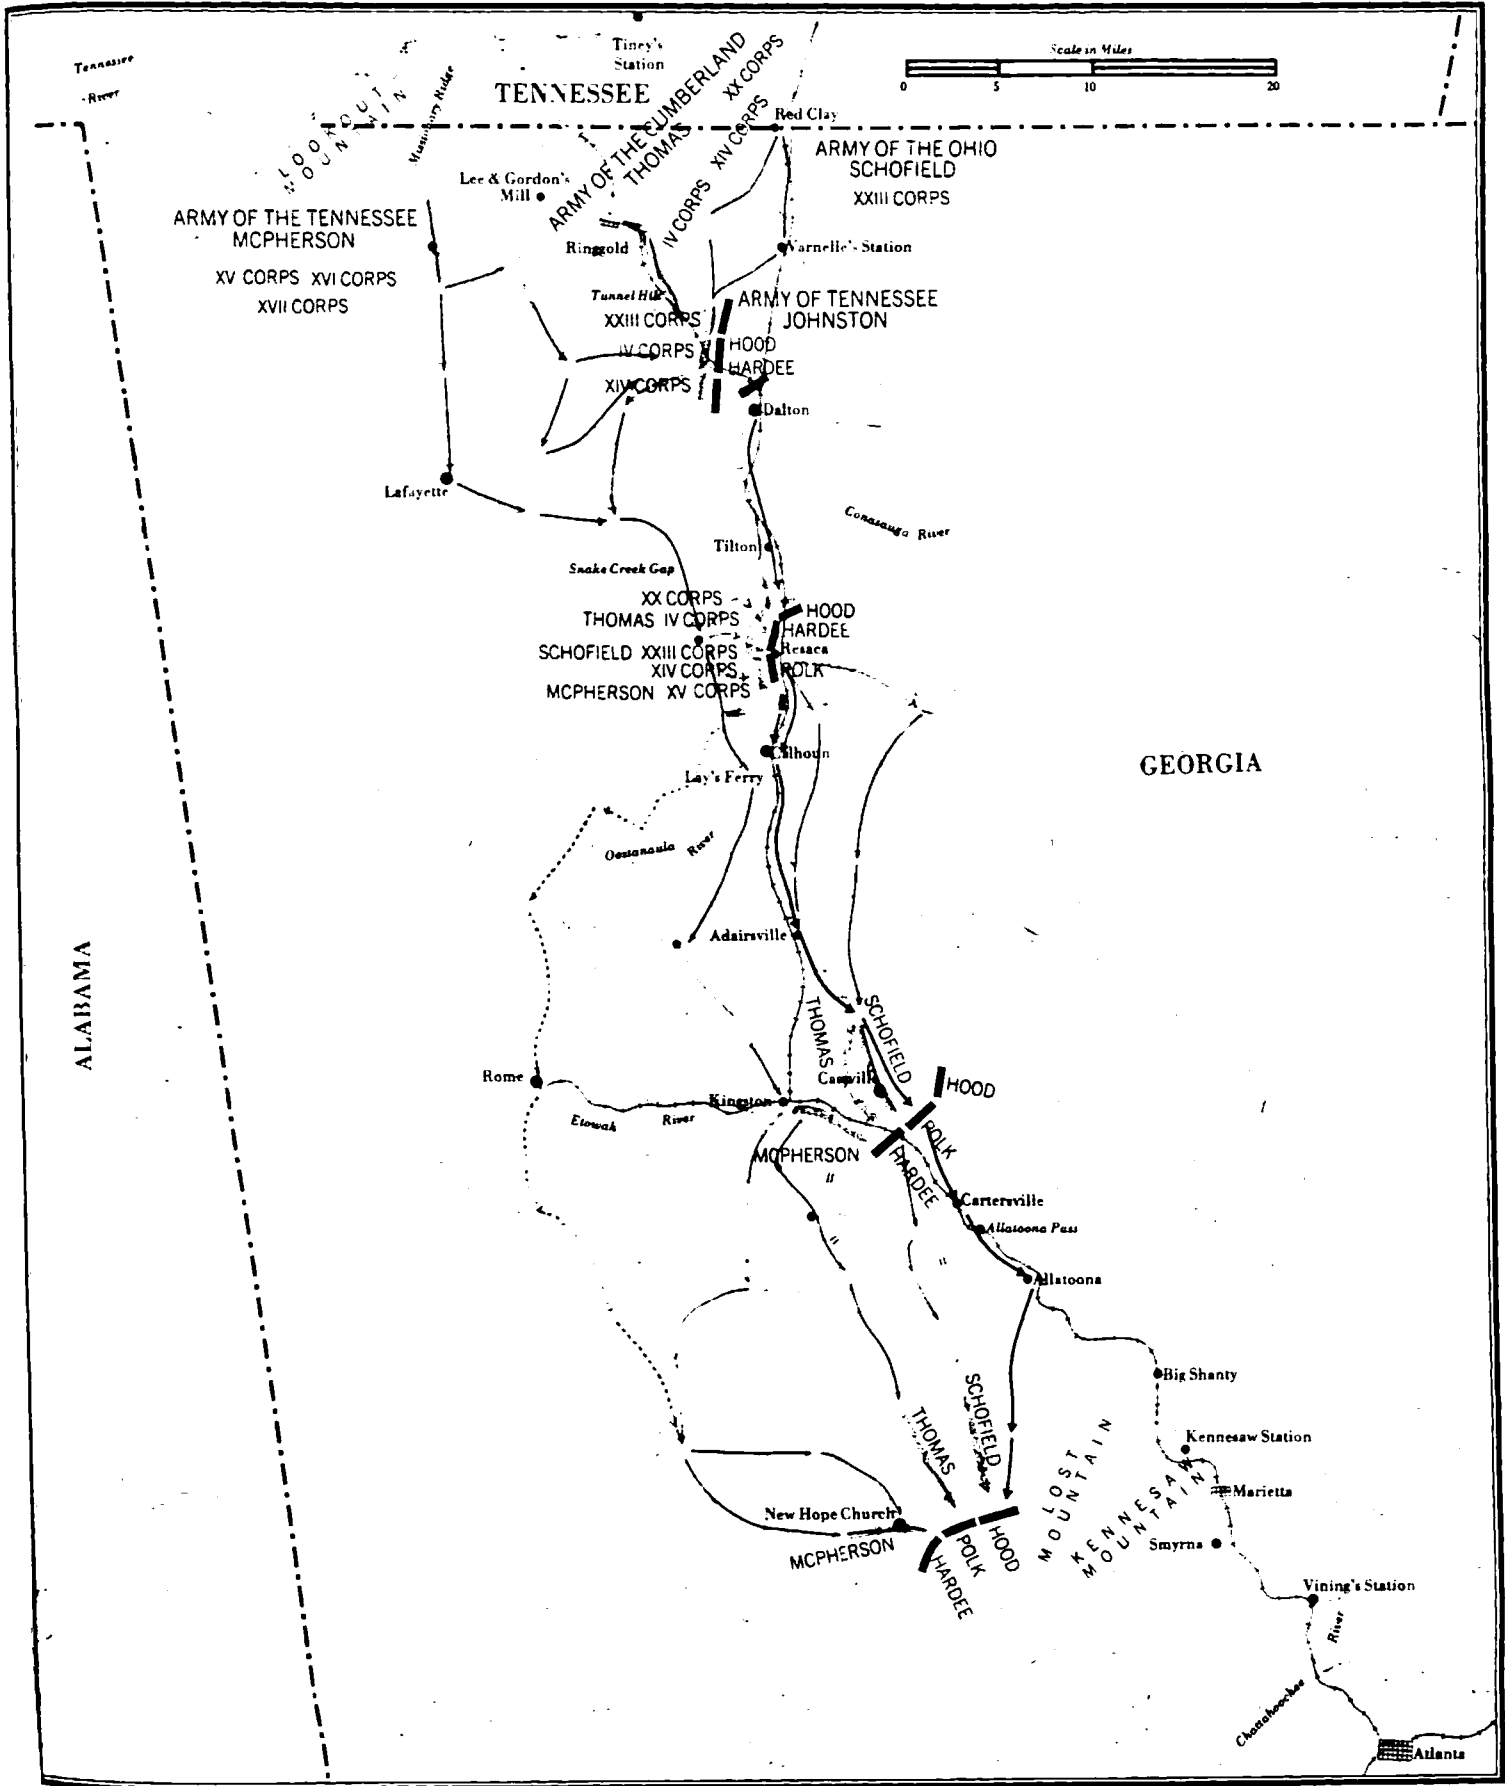 Tennessee
River
LOOKOUT
MOUNTAIN
Missionary Ridge
Tiney's
Station
TENNESSEE
Scale in Miles
0 5 10 20
Red Clay
ARMY OF THE CUMBERLAND
THOMAS
XX CORPS
XIV CORPS
IV CORPS
ARMY OF THE OHIO
SCHOFIELD
XXIII CORPS
Lee & Gordon's
Mill
ARMY OF THE TENNESSEE
MCPHERSON
XV CORPS XVI CORPS
XVII CORPS
Ringgold
Varnelle's Station
Tunnel Hill
ARMY OF TENNESSEE
JOHNSTON
XXIII CORPS
IV CORPS
XIV CORPS
HOOD
HARDEE
Dalton
Lafayette
Conasauga River
Tilton
Snake Creek Gap
XX CORPS
THOMAS IV CORPS
SCHOFIELD XXIII CORPS
XIV CORPS
MCPHERSON XV CORPS
HOOD
HARDEE
Resaca
POLK
Calhoun
Lay's Ferry
GEORGIA
Oostanaula River
Adairsville
ALABAMA
THOMAS
SCHOFIELD
Cassville
HOOD
Rome
Kingston
Etowah River
POLK
MCPHERSON
HARDEE
Cartersville
Allatoona Pass
Allatoona
Big Shanty
THOMAS
SCHOFIELD
LOST
MOUNTAIN
Kennesaw Station
KENNESAW
MOUNTAIN
Marietta
New Hope Church
MCPHERSON
HARDEE
POLK
HOOD
Smyrna
Vining's Station
River
Chattahoochee
Atlanta